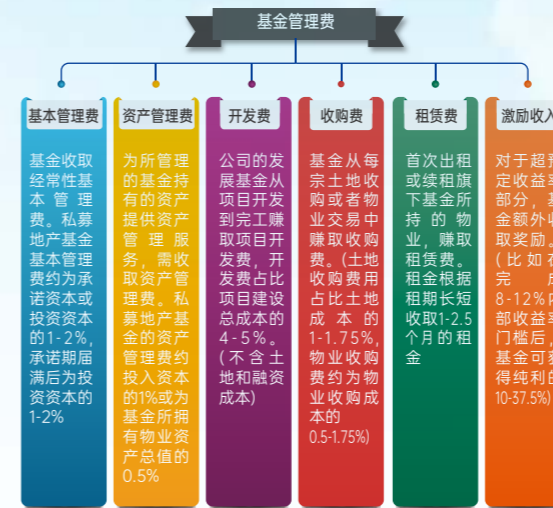 基金管理费
基本管理费
基金收取
经常性基
本管理
费。私募
地产基金
基本管理
费约为承
诺资本或
投资资本
的1-2%,
承诺期届
满后为投
资资本的
1-2%
资产管理费
为所管理
的基金持
有的资产
提供资产
管理服
务，需收
取资产管
理费。私
募地产基
金的资产
管理费约
投入资本
的1%或为
基金所拥
有物业资
产总值的
0.5%
开发费
公司的发
展基金从
项目开发
到完工赚
取项目开
发费，开
发费占比
项目建设
总成本的
4-5%。
(不含土
地和融资
成本)
收购费
基金从每
宗土地收
购或者物
业交易中
赚取收购
费。(土地
收购费用
占比土地
成本的
1-1.75%,
物业收购
费约为物
业收购成
本的
0.5-1.75%)
租赁费
首次出租
或续租旗
下基金所
持的物
业，赚取
租赁费。
租金根据
租期长短
收取1-2.5
个月的租
金
激励收入
对于超预
定收益率
部分，基
金额外收
取奖励。
(比如在
完成
8-12%内
部收益率
门槛后，
基金可获
得纯利的
10-37.5%)